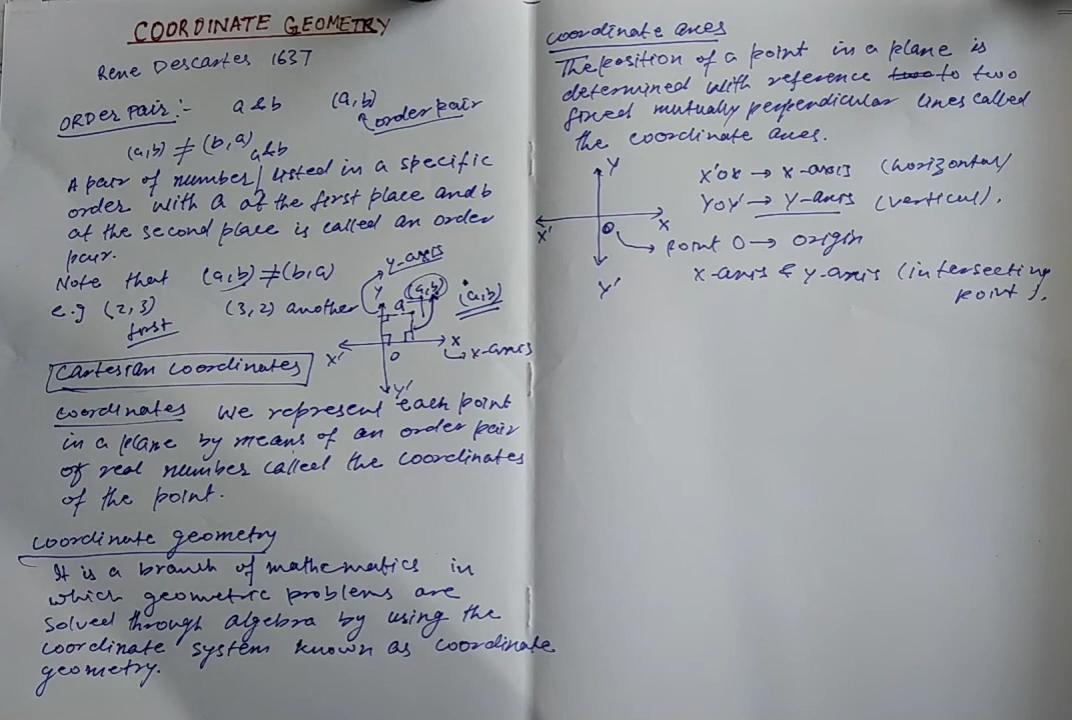 COORDINATE GEOMETRY
Rene Descartes 1637
ORDER PAIR :- a & b (a,b)
order pair
(a,b) ≠ (b,a)
a&b
A pair of number listed in a specific
order with a at the first place and b
at the second place is called an order
pair.
Note that (a,b) ≠ (b,a)
e.g (2,3) (3,2) another
first
y-axis
Y a (a,b) (a,b)
X' O X
x-axis
Y'
Cartesian coordinates
coordinates We represent each point
in a plane by means of an order pair
of real number called the coordinates
of the point.
coordinate geometry
It is a branch of mathematics in
which geometric problems are
solved through algebra by using the
coordinate system known as coordinate
geometry.
coordinate axes
The position of a point in a plane is
determined with reference two to two
fixed mutually perpendicular lines called
the coordinate axes.
Y
X'OX → X-axis (horizontal)
YOY' → Y-axis (vertical).
X' O X
point O → origin
Y'
X-axis & Y-axis (intersecting
point).